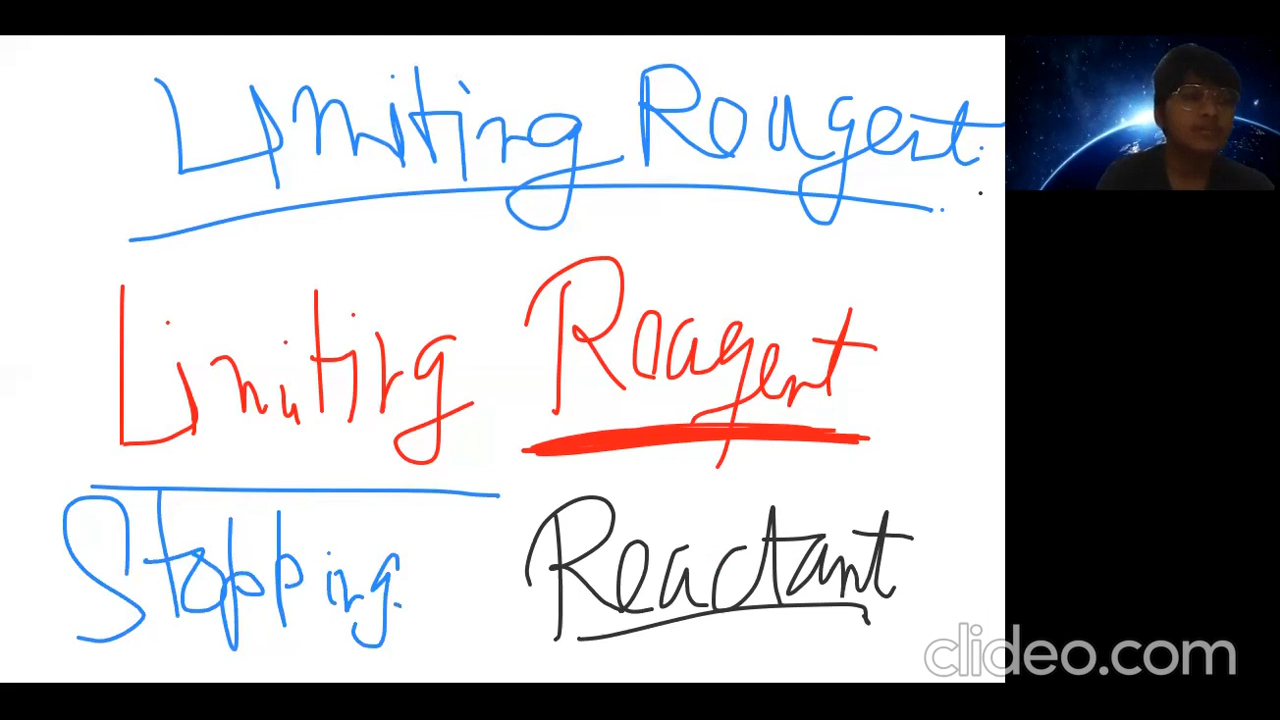 Limiting Reagent.
Limiting Reagent
Stopping. Reactant
clideo.com